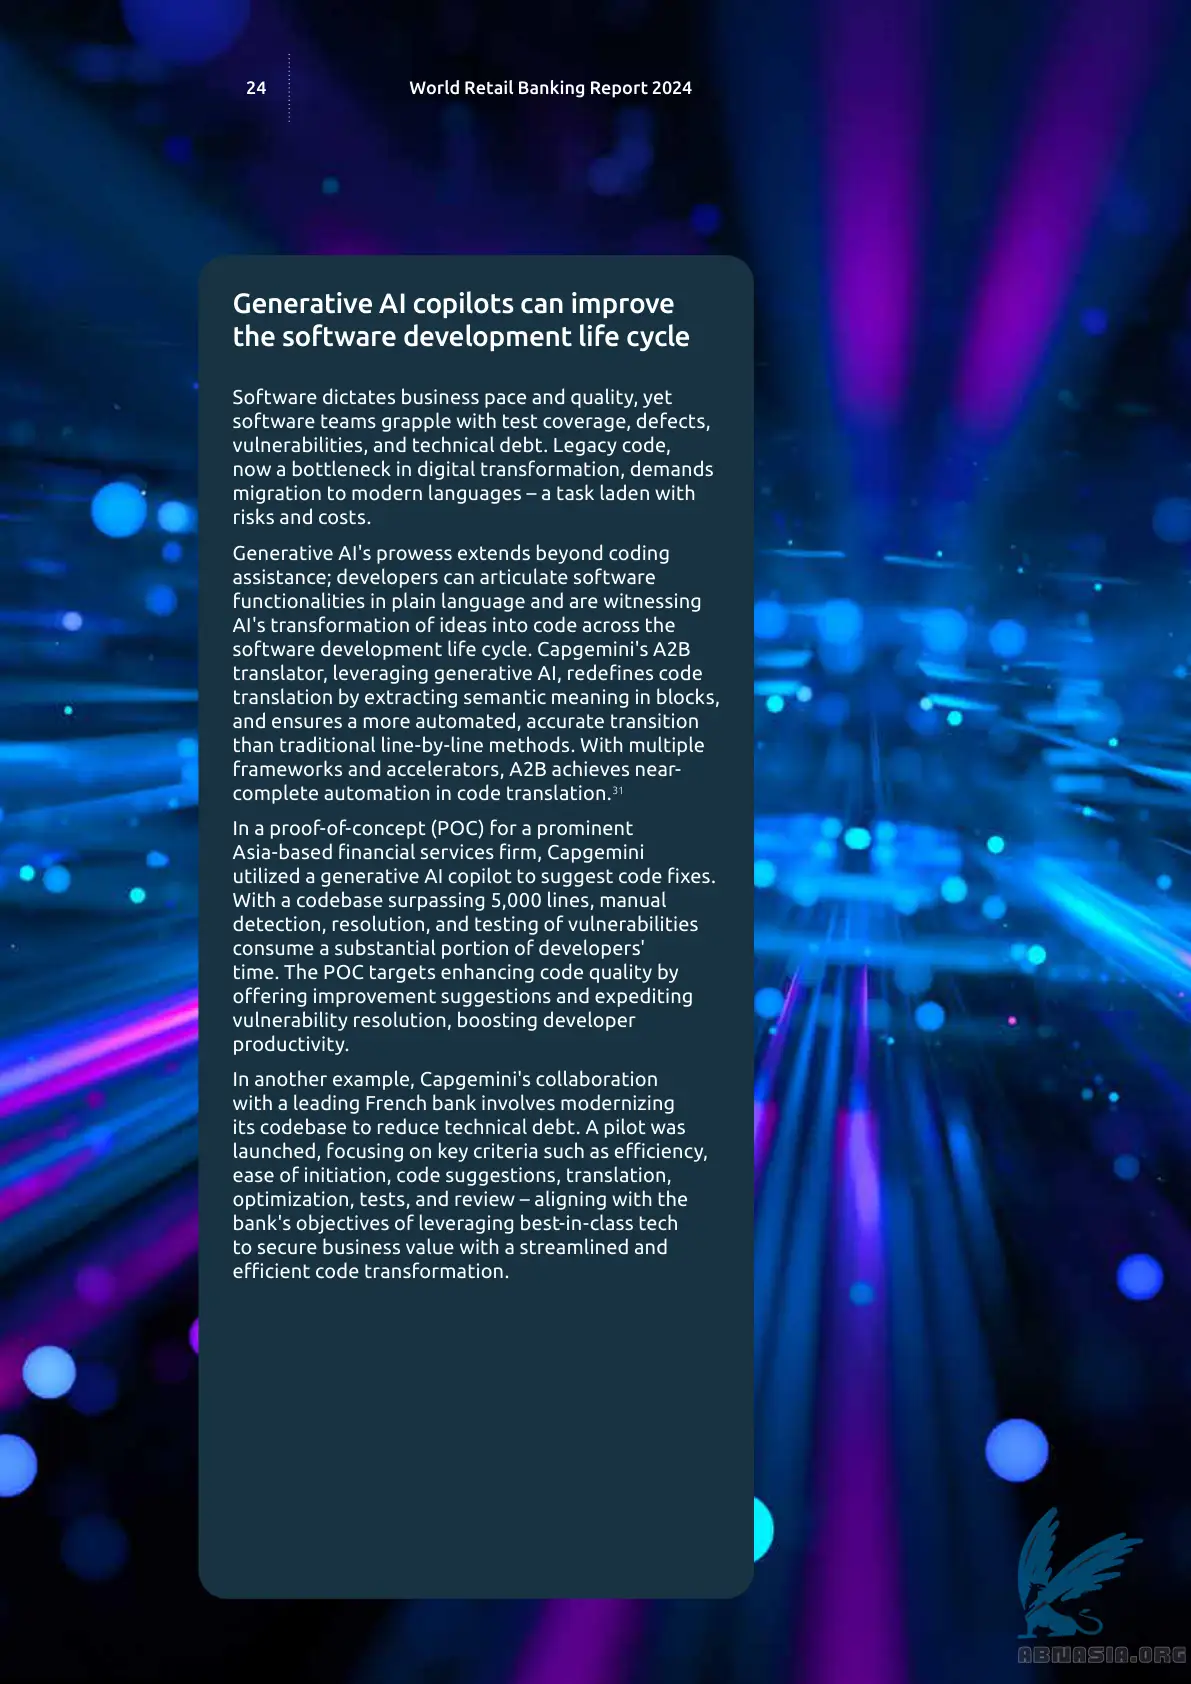 24
World Retail Banking Report 2024
Generative AI copilots can improve
the software development life cycle
Software dictates business pace and quality, yet
software teams grapple with test coverage, defects,
vulnerabilities, and technical debt. Legacy code,
now a bottleneck in digital transformation, demands
migration to modern languages – a task laden with
risks and costs.
Generative AI's prowess extends beyond coding
assistance; developers can articulate software
functionalities in plain language and are witnessing
AI's transformation of ideas into code across the
software development life cycle. Capgemini's A2B
translator, leveraging generative AI, redefines code
translation by extracting semantic meaning in blocks,
and ensures a more automated, accurate transition
than traditional line-by-line methods. With multiple
frameworks and accelerators, A2B achieves near-
complete automation in code translation.³¹
In a proof-of-concept (POC) for a prominent
Asia-based financial services firm, Capgemini
utilized a generative AI copilot to suggest code fixes.
With a codebase surpassing 5,000 lines, manual
detection, resolution, and testing of vulnerabilities
consume a substantial portion of developers'
time. The POC targets enhancing code quality by
offering improvement suggestions and expediting
vulnerability resolution, boosting developer
productivity.
In another example, Capgemini's collaboration
with a leading French bank involves modernizing
its codebase to reduce technical debt. A pilot was
launched, focusing on key criteria such as efficiency,
ease of initiation, code suggestions, translation,
optimization, tests, and review – aligning with the
bank's objectives of leveraging best-in-class tech
to secure business value with a streamlined and
efficient code transformation.
ABNASIA.ORG